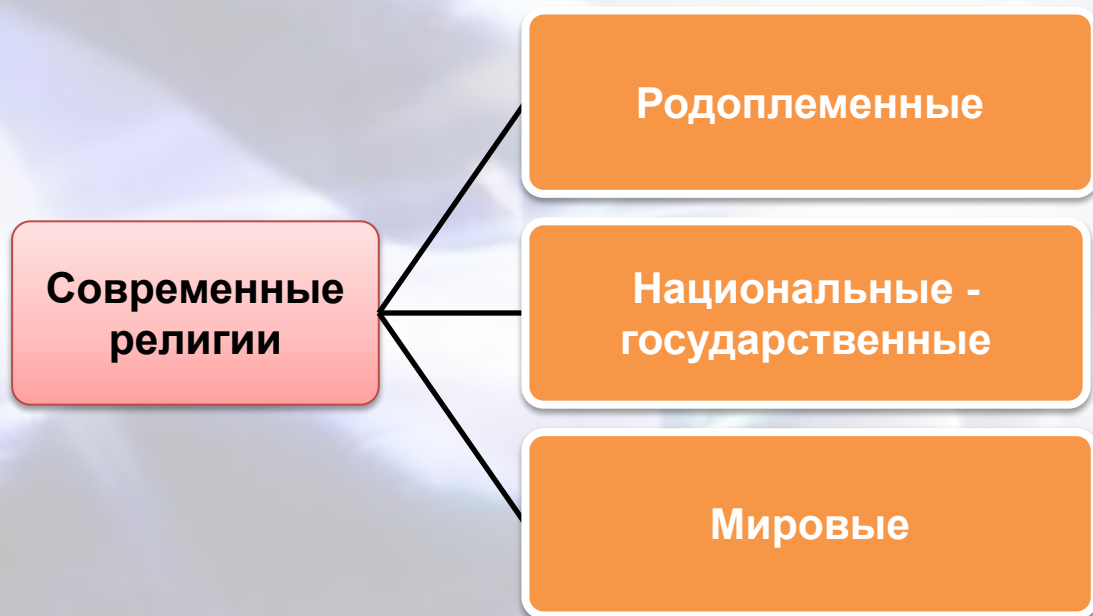 Родоплеменные
Современные
религии
Национальные -
государственные
Мировые